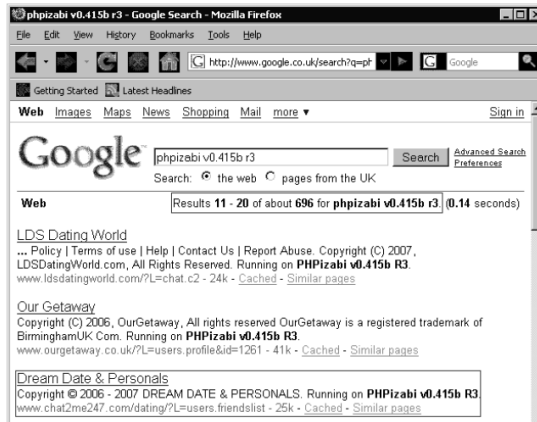 phpizabi v0.415b r3 - Google Search - Mozilla Firefox
File Edit View History Bookmarks Tools Help
G http://www.google.co.uk/search?q=ph G Google
Getting Started Latest Headlines
Web Images Maps News Shopping Mail more ▼ Sign in
Google phpizabi v0.415b r3 Search Advanced Search
Preferences
Search: the web pages from the UK
Web Results 11 - 20 of about 696 for phpizabi v0.415b r3. (0.14 seconds)
LDS Dating World
... Policy | Terms of use | Help | Contact Us | Report Abuse. Copyright (C) 2007,
LDSDatingWorld.com, All Rights Reserved. Running on PHPizabi v0.415b R3.
www.ldsdatingworld.com/?L=chat.c2 - 24k - Cached - Similar pages
Our Getaway
Copyright (C) 2006, OurGetaway, All rights reserved OurGetaway is a registered trademark of
BirminghamUK Com. Running on PHPizabi v0.415b R3.
www.ourgetaway.co.uk/?L=users.profile&id=1261 - 41k - Cached - Similar pages
Dream Date & Personals
Copyright © 2006 - 2007 DREAM DATE & PERSONALS. Running on PHPizabi v0.415b R3.
www.chat2me247.com/dating/?L=users.friendslist - 25k - Cached - Similar pages